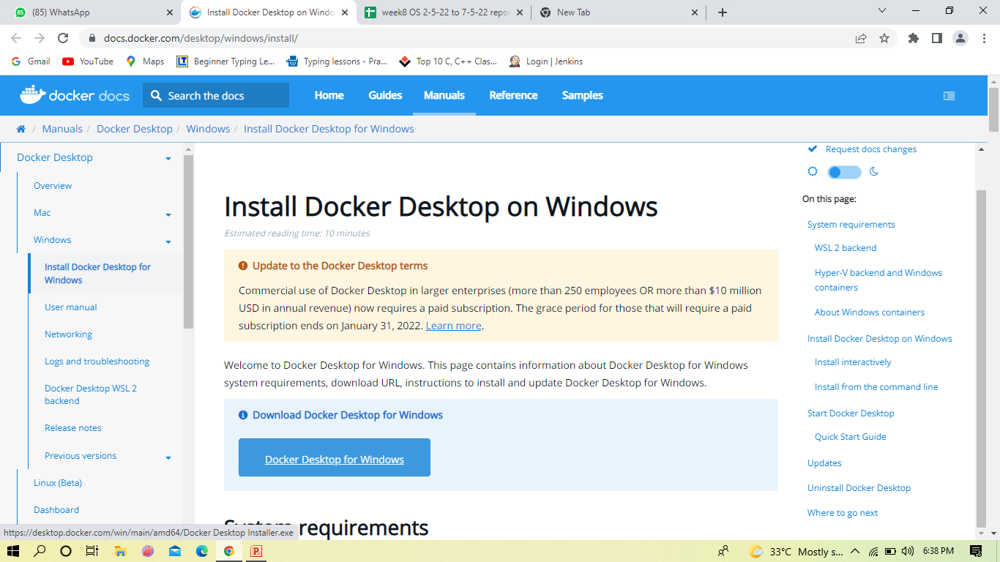 (85) WhatsApp
Install Docker Desktop on Windo
week8 OS 2-5-22 to 7-5-22 repo
New Tab
docs.docker.com/desktop/windows/install/
Gmail
YouTube
Maps
Beginner Typing Le...
Typing lessons - Pra...
Top 10 C, C++ Clas...
Login | Jenkins
docker docs
Search the docs
Home
Guides
Manuals
Reference
Samples
/ Manuals / Docker Desktop / Windows / Install Docker Desktop for Windows
Docker Desktop
Overview
Mac
Windows
Install Docker Desktop for
Windows
User manual
Networking
Logs and troubleshooting
Docker Desktop WSL 2
backend
Release notes
Previous versions
Linux (Beta)
Dashboard
Install Docker Desktop on Windows
Estimated reading time: 10 minutes
Update to the Docker Desktop terms
Commercial use of Docker Desktop in larger enterprises (more than 250 employees OR more than $10 million
USD in annual revenue) now requires a paid subscription. The grace period for those that will require a paid
subscription ends on January 31, 2022. Learn more.
Welcome to Docker Desktop for Windows. This page contains information about Docker Desktop for Windows
system requirements, download URL, instructions to install and update Docker Desktop for Windows.
Download Docker Desktop for Windows
Docker Desktop for Windows
System requirements
Request docs changes
On this page:
System requirements
WSL 2 backend
Hyper-V backend and Windows
containers
About Windows containers
Install Docker Desktop on Windows
Install interactively
Install from the command line
Start Docker Desktop
Quick Start Guide
Updates
Uninstall Docker Desktop
Where to go next
https://desktop.docker.com/win/main/amd64/Docker Desktop Installer.exe
33°C Mostly s...
6:38 PM